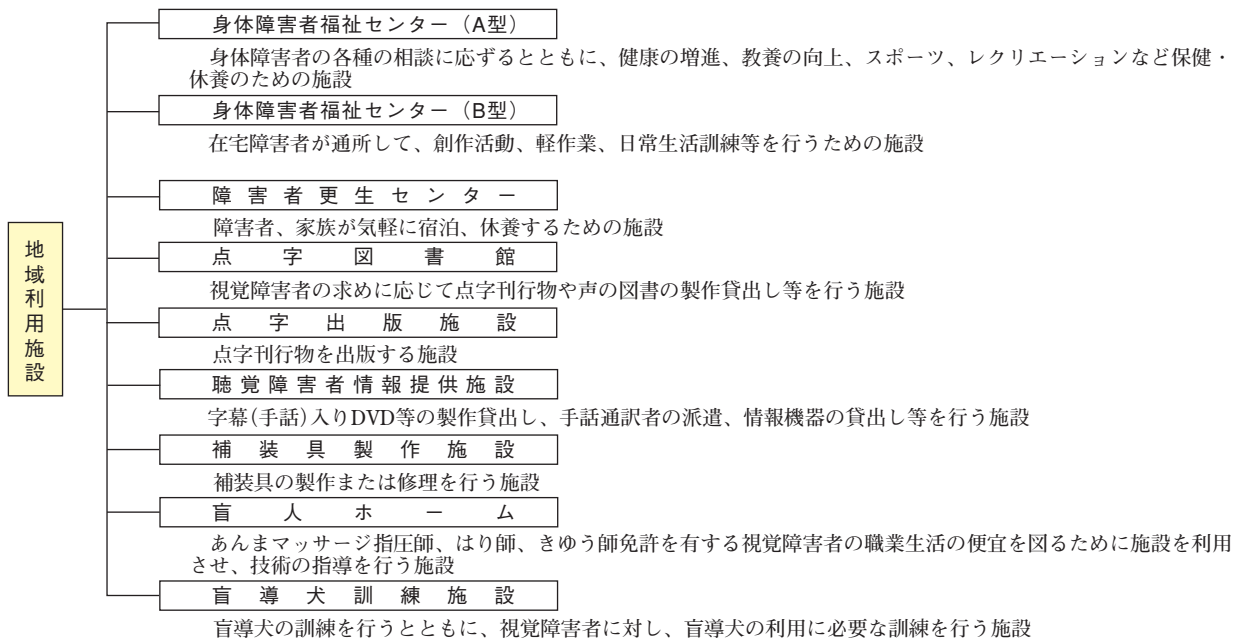 身体障害者福祉センター（A型）
身体障害者の各種の相談に応ずるとともに、健康の増進、教養の向上、スポーツ、レクリエーションなど保健・
休養のための施設
身体障害者福祉センター（B型）
在宅障害者が通所して、創作活動、軽作業、日常生活訓練等を行うための施設
障害者更生センター
障害者、家族が気軽に宿泊、休養するための施設
地域利用施設
点字図書館
視覚障害者の求めに応じて点字刊行物や声の図書の製作貸出し等を行う施設
点字出版施設
点字刊行物を出版する施設
聴覚障害者情報提供施設
字幕(手話)入りDVD等の製作貸出し、手話通訳者の派遣、情報機器の貸出し等を行う施設
補装具製作施設
補装具の製作または修理を行う施設
盲人ホーム
あんまマッサージ指圧師、はり師、きゆう師免許を有する視覚障害者の職業生活の便宜を図るために施設を利用
させ、技術の指導を行う施設
盲導犬訓練施設
盲導犬の訓練を行うとともに、視覚障害者に対し、盲導犬の利用に必要な訓練を行う施設